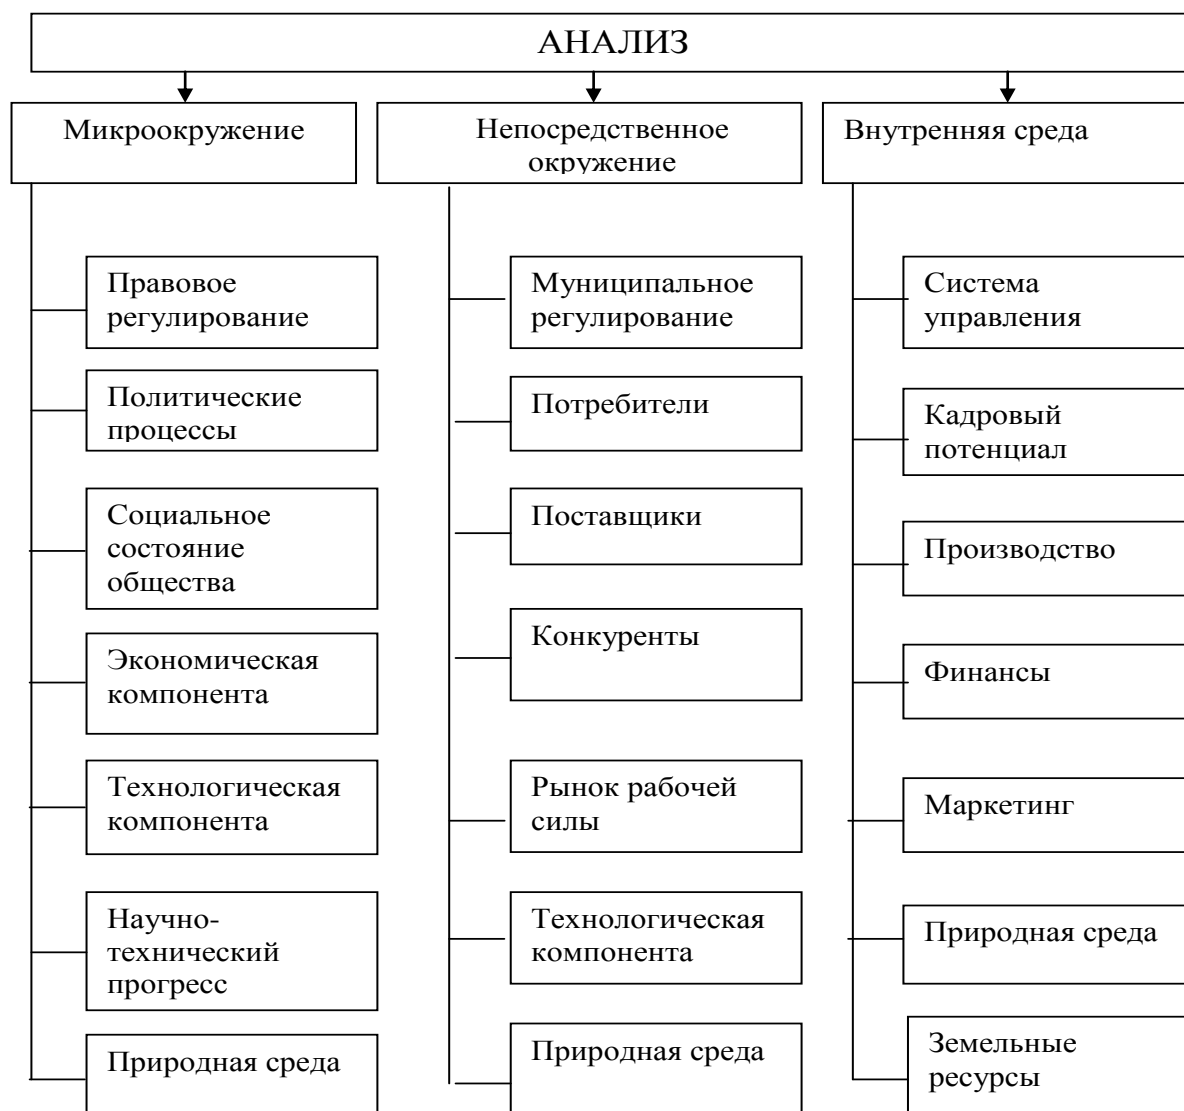 АНАЛИЗ
Микроокружение
Непосредственное
окружение
Внутренняя среда
Правовое
регулирование
Политические
процессы
Социальное
состояние
общества
Экономическая
компонента
Технологическая
компонента
Научно-
технический
прогресс
Природная среда
Муниципальное
регулирование
Потребители
Поставщики
Конкуренты
Рынок рабочей
силы
Технологическая
компонента
Природная среда
Система
управления
Кадровый
потенциал
Производство
Финансы
Маркетинг
Природная среда
Земельные
ресурсы